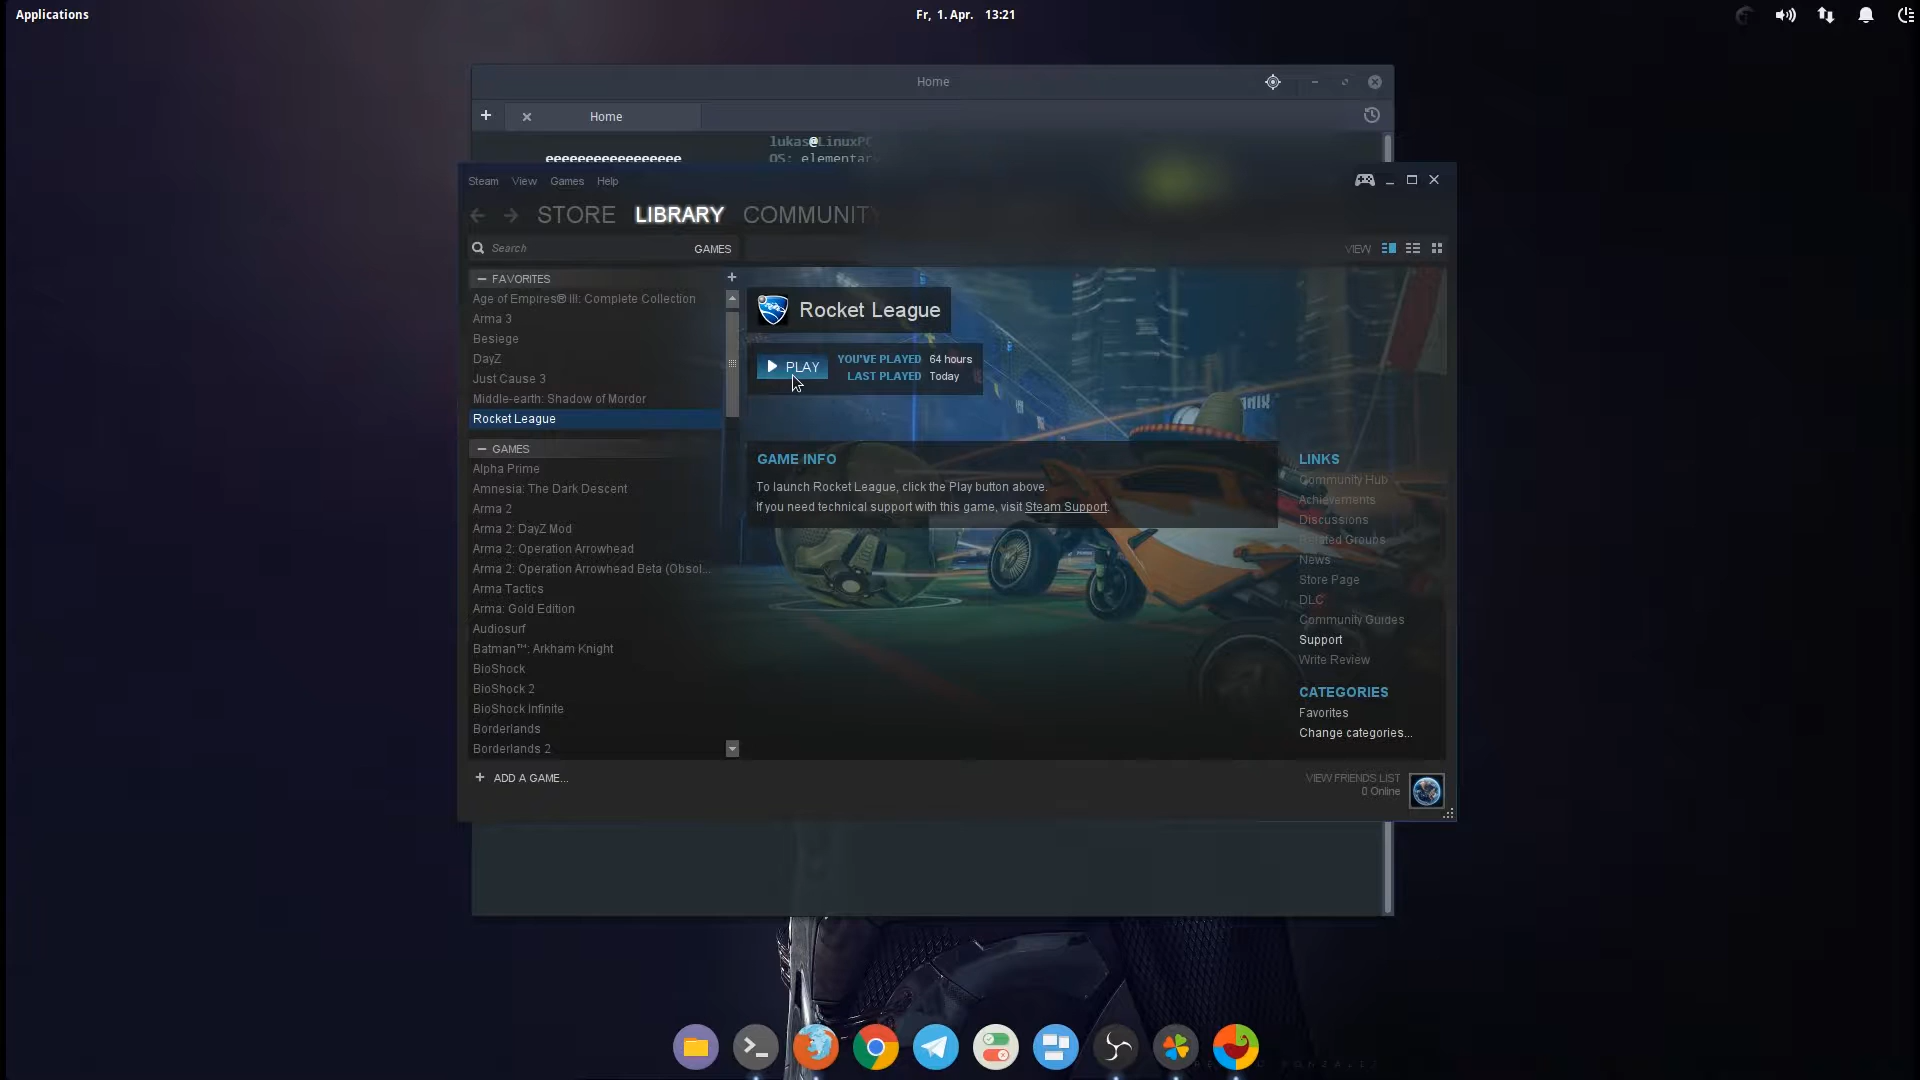 Applications
Fr, 1. Apr. 13:21
Home
Home
lukas@LinuxPC
OS: elementary
eeeeeeeeeeeeeeeee
Steam View Games Help
STORE LIBRARY COMMUNITY
Search GAMES
VIEW
FAVORITES
Age of Empires® III: Complete Collection
Arma 3
Besiege
DayZ
Just Cause 3
Middle-earth: Shadow of Mordor
Rocket League
GAMES
Alpha Prime
Amnesia: The Dark Descent
Arma 2
Arma 2: DayZ Mod
Arma 2: Operation Arrowhead
Arma 2: Operation Arrowhead Beta (Obsol...
Arma Tactics
Arma: Gold Edition
Audiosurf
Batman™: Arkham Knight
BioShock
BioShock 2
BioShock Infinite
Borderlands
Borderlands 2
ADD A GAME...
Rocket League
PLAY
YOU'VE PLAYED 64 hours
LAST PLAYED Today
GAME INFO
To launch Rocket League, click the Play button above.
If you need technical support with this game, visit Steam Support.
LINKS
Community Hub
Achievements
Discussions
Related Groups
News
Store Page
DLC
Community Guides
Support
Write Review
CATEGORIES
Favorites
Change categories...
VIEW FRIENDS LIST
0 Online